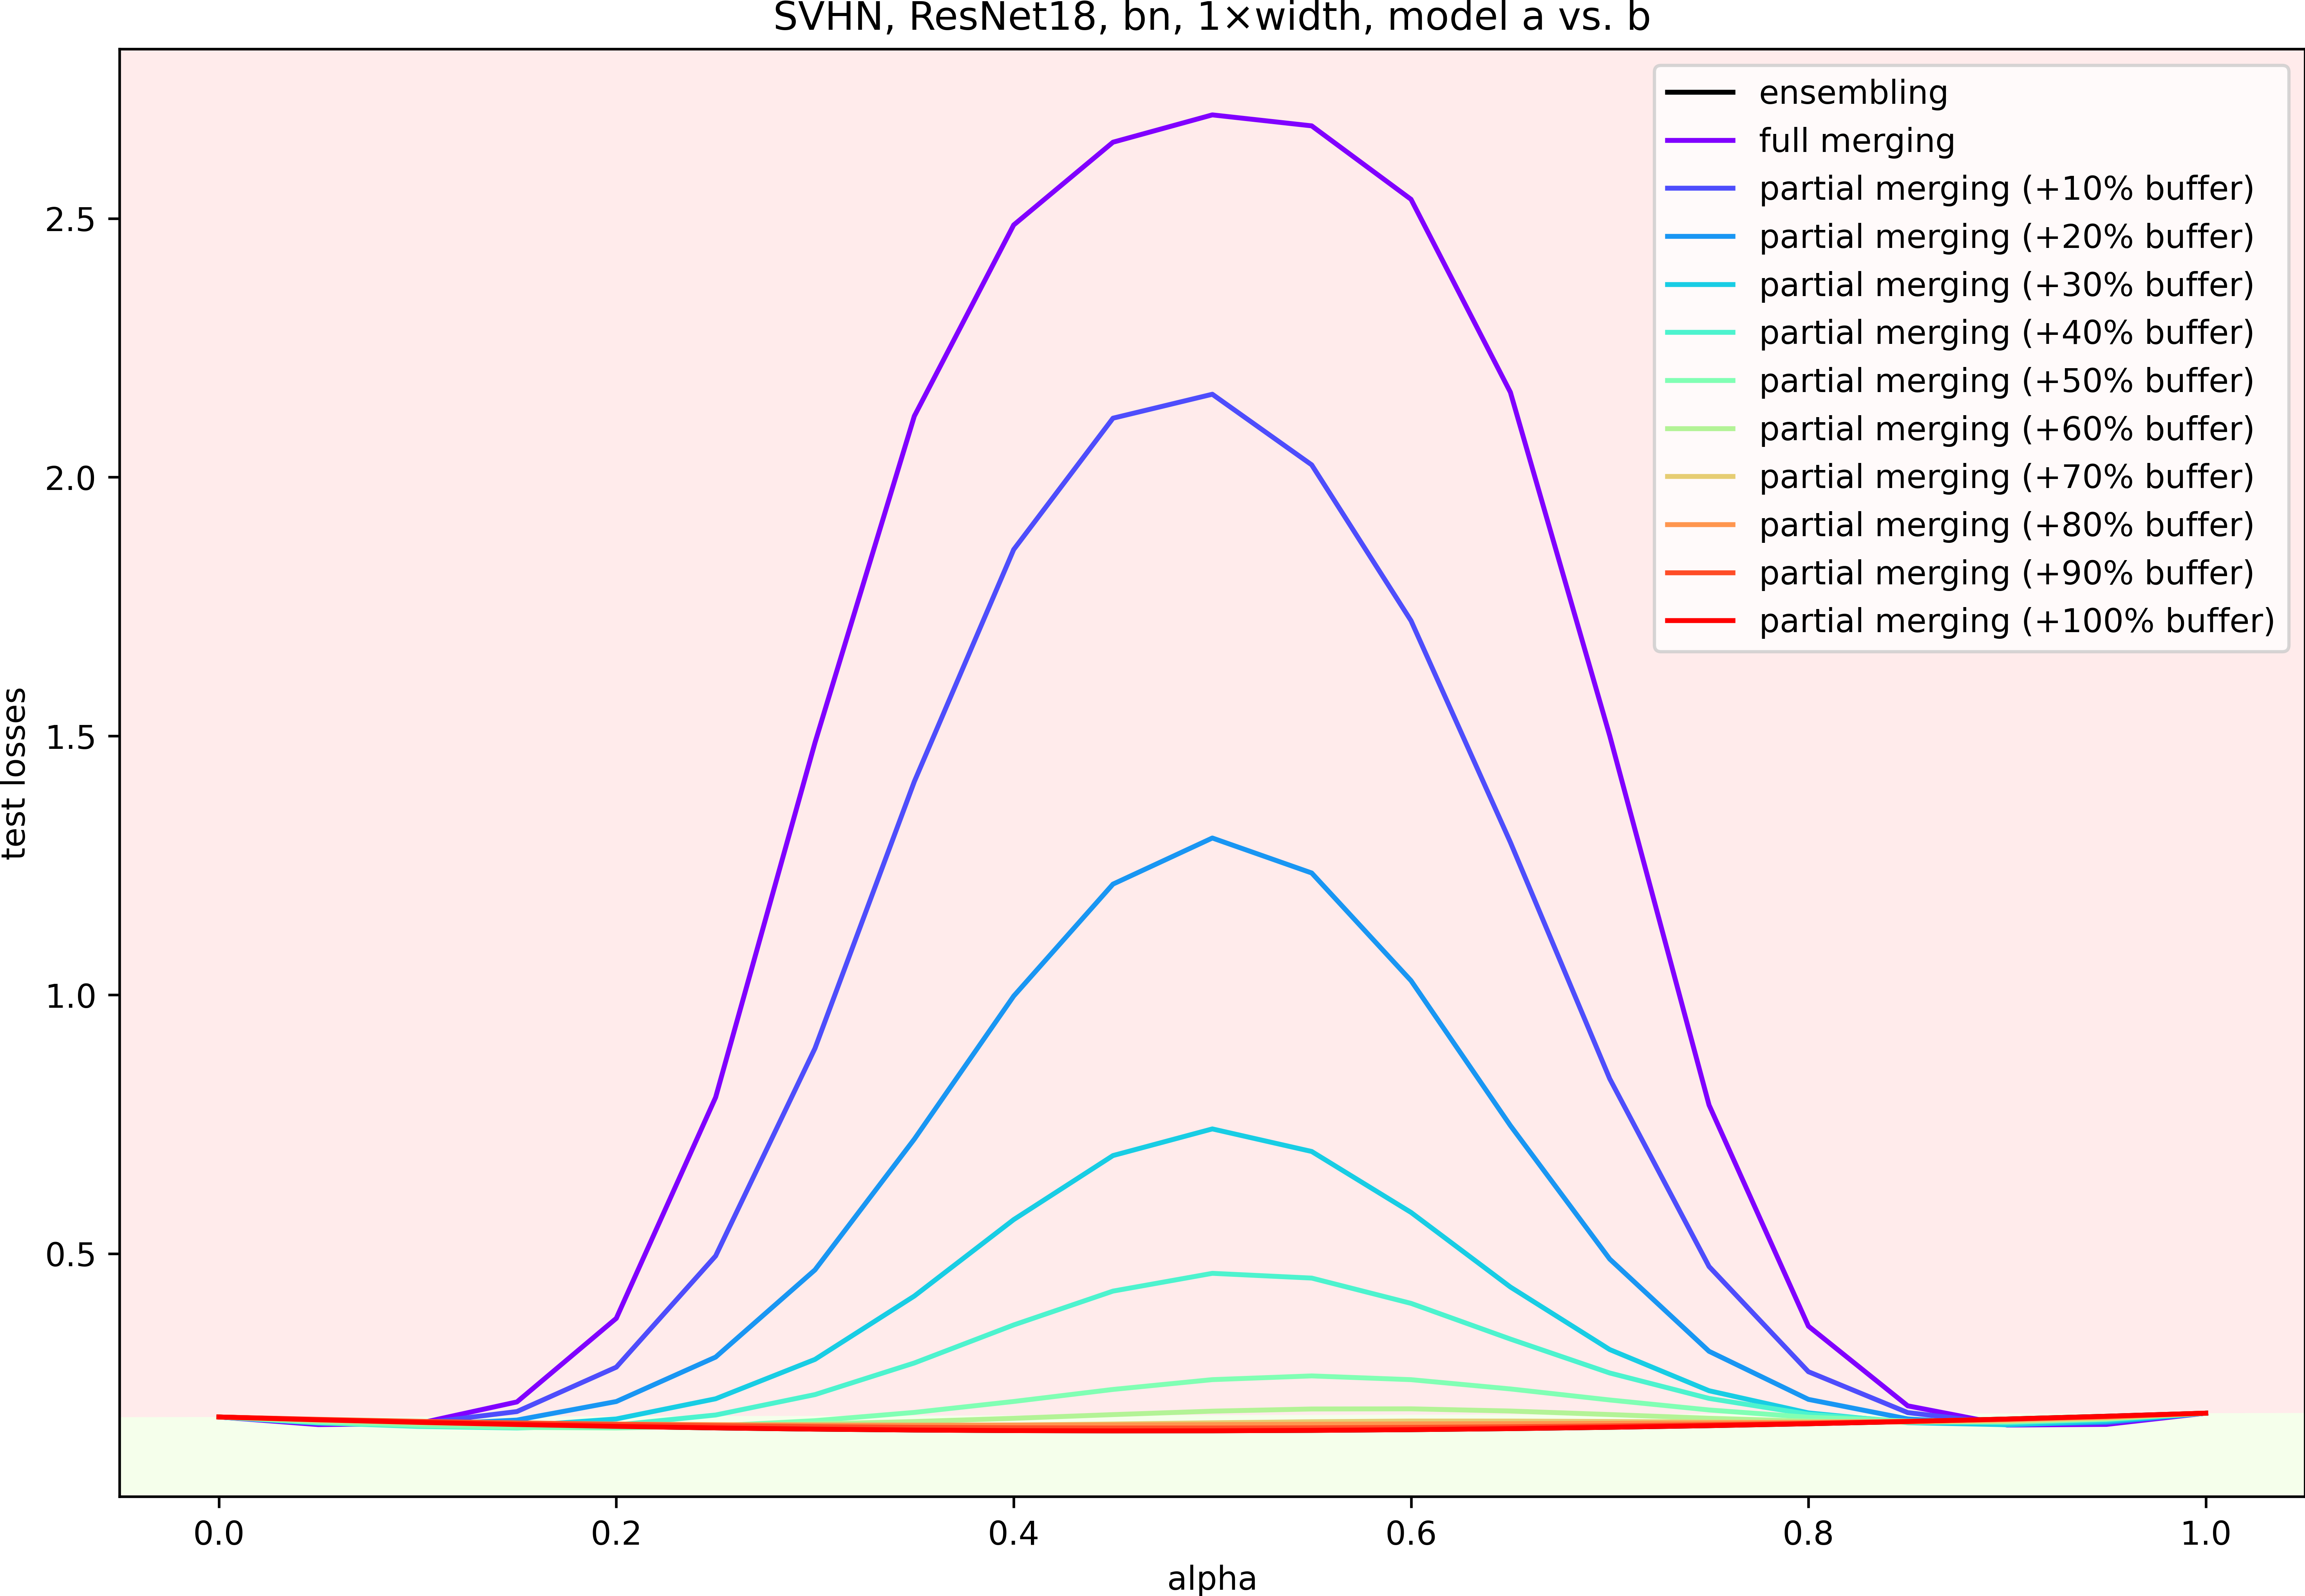 SVHN, ResNet18, bn, 1×width, model a vs. b
ensembling
full merging
partial merging (+10% buffer)
partial merging (+20% buffer)
partial merging (+30% buffer)
partial merging (+40% buffer)
partial merging (+50% buffer)
partial merging (+60% buffer)
partial merging (+70% buffer)
partial merging (+80% buffer)
partial merging (+90% buffer)
partial merging (+100% buffer)
test losses
2.5
2.0
1.5
1.0
0.5
0.0 0.2 0.4 0.6 0.8 1.0
alpha